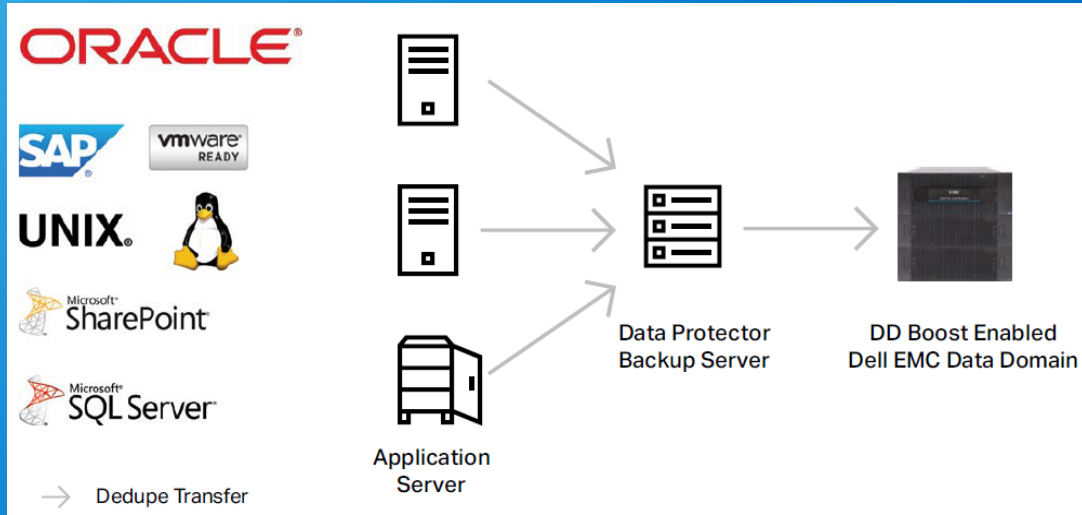 ORACLE®
SAP®
vmware®
READY
UNIX®
Microsoft®
SharePoint®
Microsoft®
SQL Server®
Data Protector
Backup Server
DD Boost Enabled
Dell EMC Data Domain
Application
Server
Dedupe Transfer